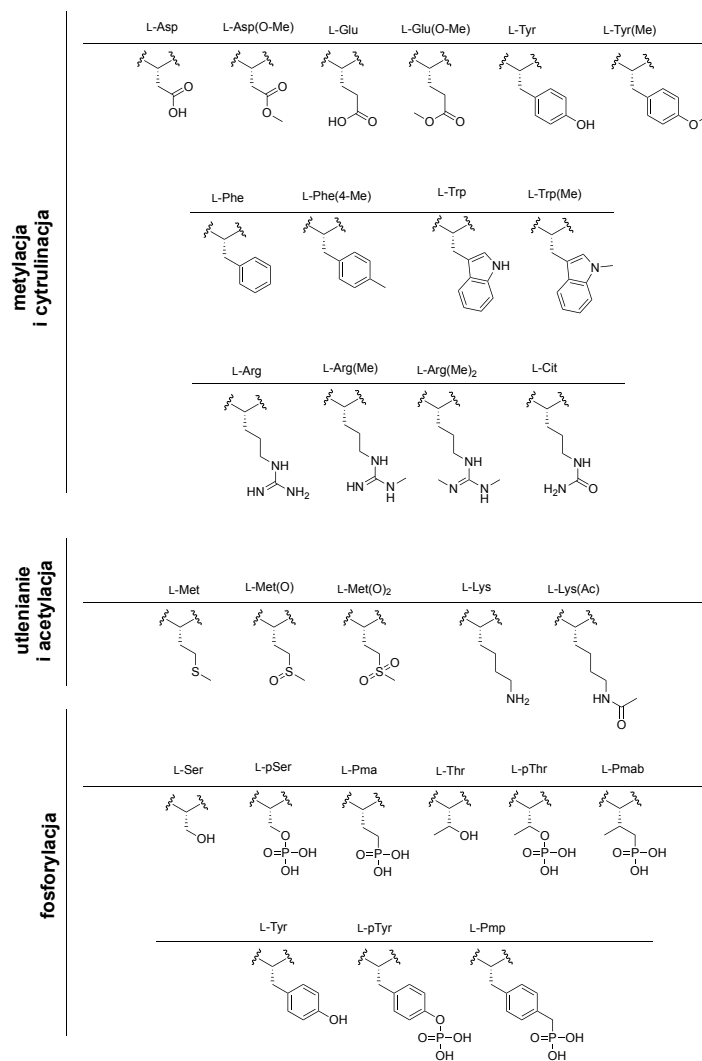 metylacja
i cytrulinacja
L-Asp L-Asp(O-Me) L-Glu L-Glu(O-Me) L-Tyr L-Tyr(Me)
O
OH
O
O
HO O
O O
OH
O
L-Phe L-Phe(4-Me) L-Trp L-Trp(Me)
NH
N
L-Arg L-Arg(Me) L-Arg(Me)2 L-Cit
NH
HN NH2
NH
HN N
H
NH
N N
H
NH
H2N O
utlenianie
i acetylacja
L-Met L-Met(O) L-Met(O)2 L-Lys L-Lys(Ac)
S
O S
O S O
NH2
HN
O
fosforylacja
L-Ser L-pSer L-Pma L-Thr L-pThr L-Pmab
OH
O
O=P-OH
OH
O=P-OH
OH
OH
O
O=P-OH
OH
O=P-OH
OH
L-Tyr L-pTyr L-Pmp
OH
O
O=P-OH
OH
O=P-OH
OH